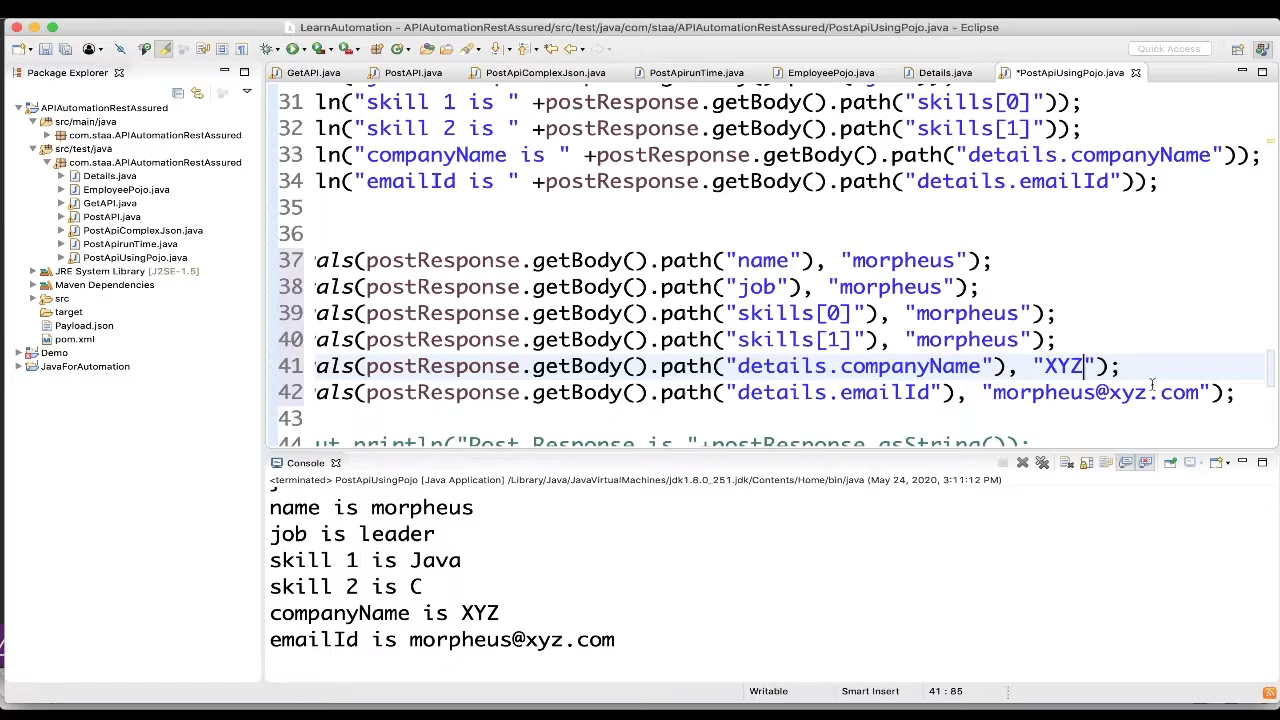 LearnAutomation - APIAutomationRestAssured/src/test/java/com/staa/APIAutomationRestAssured/PostApiUsingPojo.java - Eclipse
Quick Access
Package Explorer
GetAPI.java
PostAPI.java
PostApiComplexJson.java
PostApirunTime.java
EmployeePojo.java
Details.java
*PostApiUsingPojo.java
APIAutomationRestAssured
src/main/java
com.staa.APIAutomationRestAssured
src/test/java
com.staa.APIAutomationRestAssured
Details.java
EmployeePojo.java
GetAPI.java
PostAPI.java
PostApiComplexJson.java
PostApirunTime.java
PostApiUsingPojo.java
JRE System Library [J2SE-1.5]
Maven Dependencies
src
target
Payload.json
pom.xml
Demo
JavaForAutomation
31 ln("skill 1 is " +postResponse.getBody().path("skills[0]"));
32 ln("skill 2 is " +postResponse.getBody().path("skills[1]"));
33 ln("companyName is " +postResponse.getBody().path("details.companyName"));
34 ln("emailId is " +postResponse.getBody().path("details.emailId"));
35
36
37 als(postResponse.getBody().path("name"), "morpheus");
38 als(postResponse.getBody().path("job"), "morpheus");
39 als(postResponse.getBody().path("skills[0]"), "morpheus");
40 als(postResponse.getBody().path("skills[1]"), "morpheus");
41 als(postResponse.getBody().path("details.companyName"), "XYZ");
42 als(postResponse.getBody().path("details.emailId"), "morpheus@xyz.com");
43
44 ut.println("Post Response is "+postResponse.asString());
Console
<terminated> PostApiUsingPojo [Java Application] /Library/Java/JavaVirtualMachines/jdk1.8.0_251.jdk/Contents/Home/bin/java (May 24, 2020, 3:11:12 PM)
name is morpheus
job is leader
skill 1 is Java
skill 2 is C
companyName is XYZ
emailId is morpheus@xyz.com
Writable
Smart Insert
41 : 85